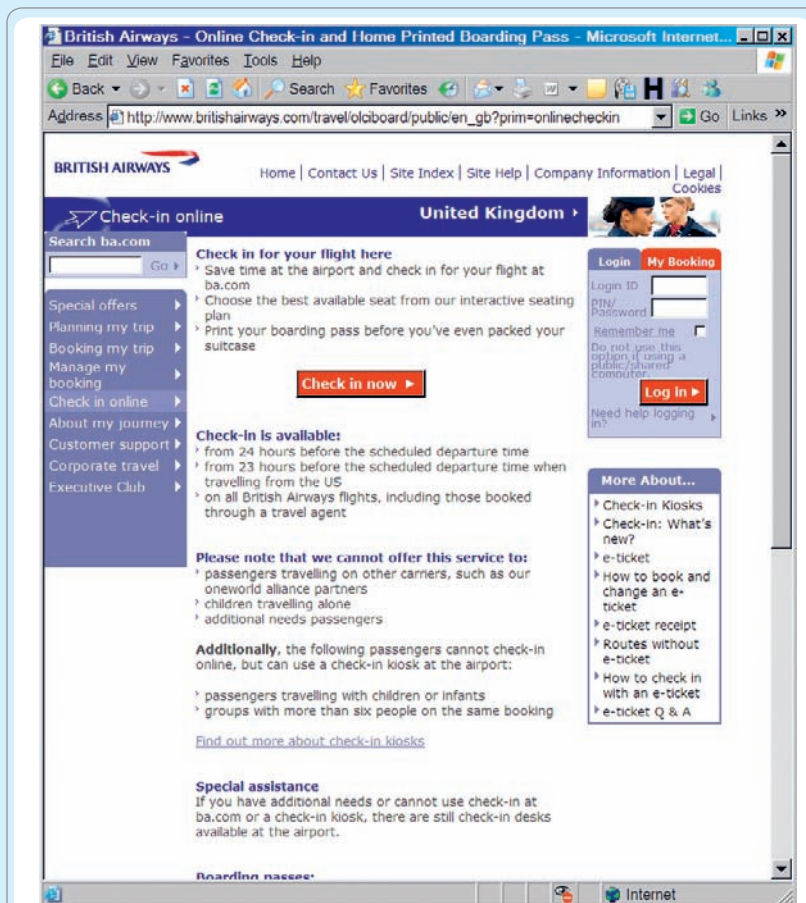 British Airways - Online Check-in and Home Printed Boarding Pass - Microsoft Internet...
File Edit View Favorites Tools Help
Back Search Favorites
Address http://www.britishairways.com/travel/olciboard/public/en_gb?prim=onlinecheckin Go Links »
BRITISH AIRWAYS
Home | Contact Us | Site Index | Site Help | Company Information | Legal |
Cookies
Check-in online
United Kingdom
Search ba.com
Go
Special offers
Planning my trip
Booking my trip
Manage my
booking
Check in online
About my journey
Customer support
Corporate travel
Executive Club
Check in for your flight here
Save time at the airport and check in for your flight at
ba.com
Choose the best available seat from our interactive seating
plan
Print your boarding pass before you've even packed your
suitcase
Check in now
Check-in is available:
from 24 hours before the scheduled departure time
from 23 hours before the scheduled departure time when
travelling from the US
on all British Airways flights, including those booked
through a travel agent
Please note that we cannot offer this service to:
passengers travelling on other carriers, such as our
oneworld alliance partners
children travelling alone
additional needs passengers
Additionally, the following passengers cannot check-in
online, but can use a check-in kiosk at the airport:
passengers travelling with children or infants
groups with more than six people on the same booking
Find out more about check-in kiosks
Special assistance
If you have additional needs or cannot use check-in at
ba.com or a check-in kiosk, there are still check-in desks
available at the airport.
Boarding passes:
Login My Booking
Login ID
PIN/
Password
Remember me
Do not use this
option if using a
public/shared
computer.
Log in
Need help logging
in?
More About...
Check-in Kiosks
Check-in: What's
new?
e-ticket
How to book and
change an e-
ticket
e-ticket receipt
Routes without
e-ticket
How to check in
with an e-ticket
e-ticket Q & A
Internet